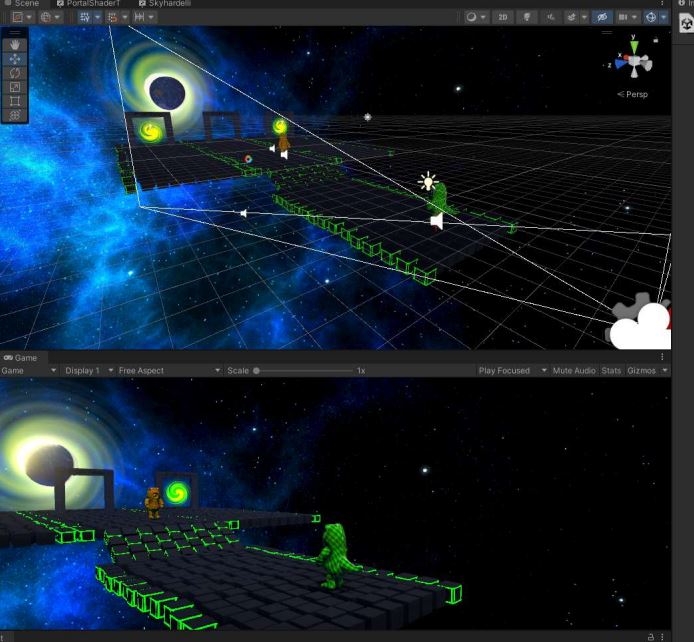 Scene PortalShaderT Skyhardelli
2D
y
x
z
< Persp
Game
Game Display 1 Free Aspect Scale 1x Play Focused Mute Audio Stats Gizmos